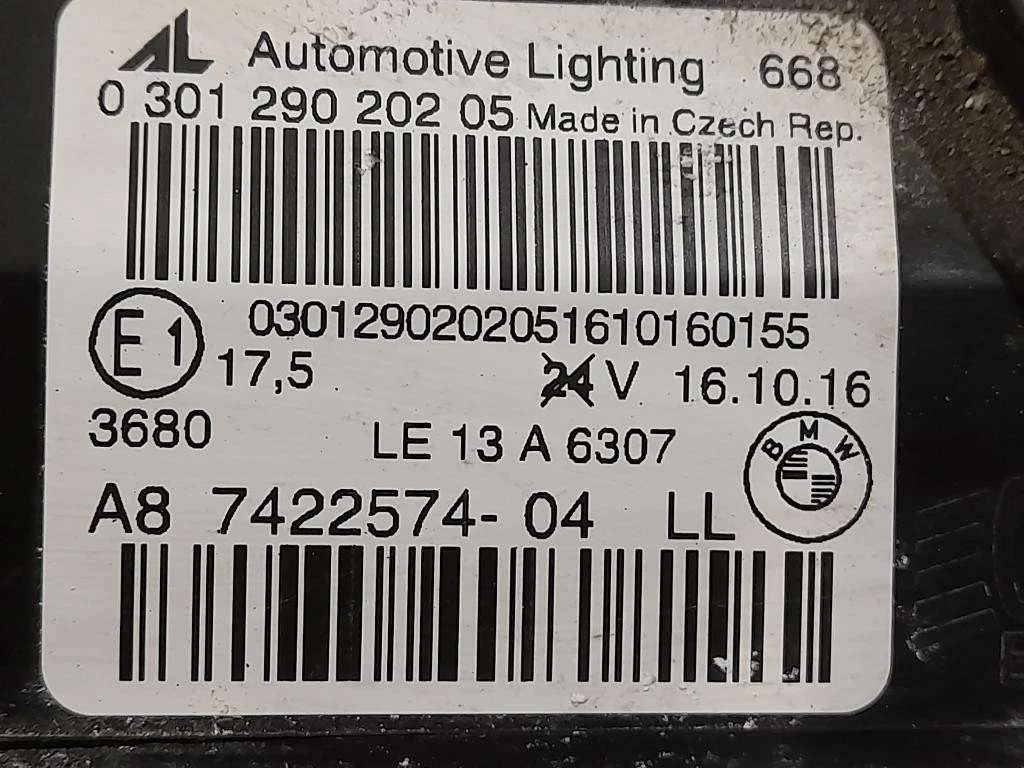 AL Automotive Lighting 668
0 301 290 202 05 Made in Czech Rep.
0301290202051610160155
E1 17,5 24 V 16.10.16
3680 LE 13 A 6307
BMW
A8 7422574-04 LL